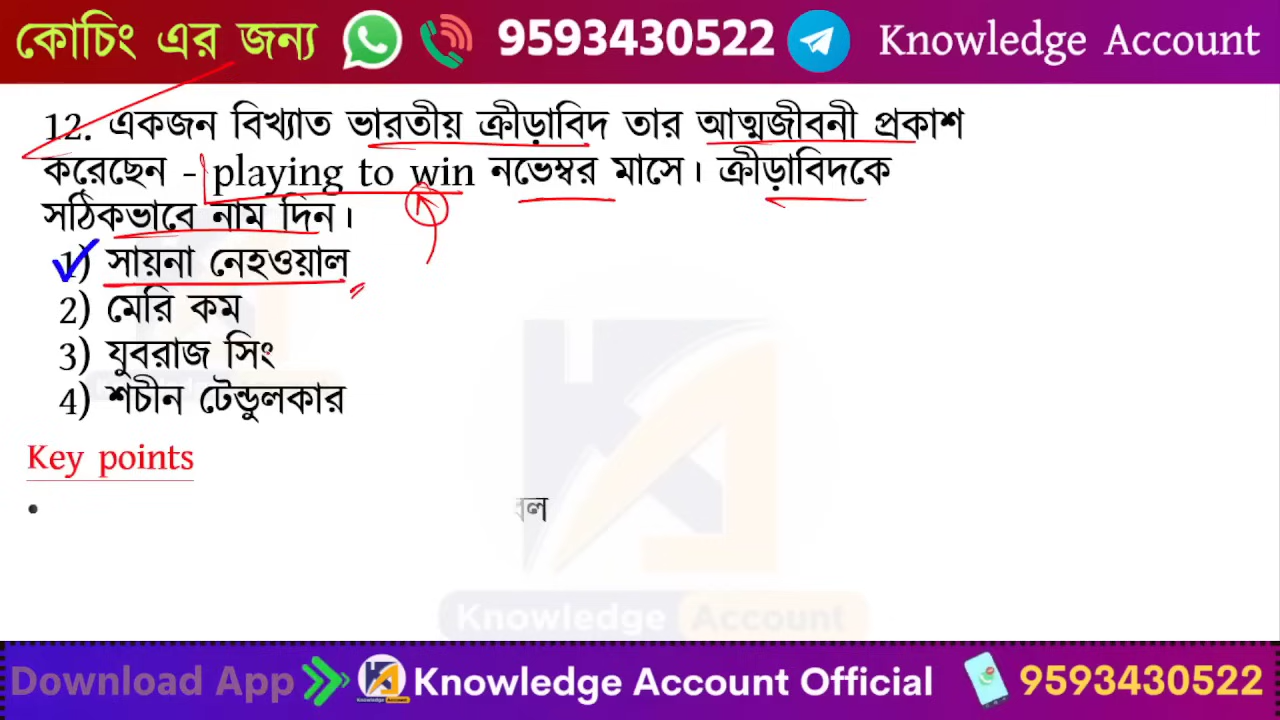 কোচিং এর জন্য 9593430522 Knowledge Account
12. একজন বিখ্যাত ভারতীয় ক্রীড়াবিদ তার আত্মজীবনী প্রকাশ
করেছেন - playing to win নভেম্বর মাসে। ক্রীড়াবিদকে
সঠিকভাবে নাম দিন।
1) সায়না নেহওয়াল
2) মেরি কম
3) যুবরাজ সিং
4) শচীন টেন্ডুলকার
Key points
Knowledge Account
Download App Knowledge Account Official 9593430522